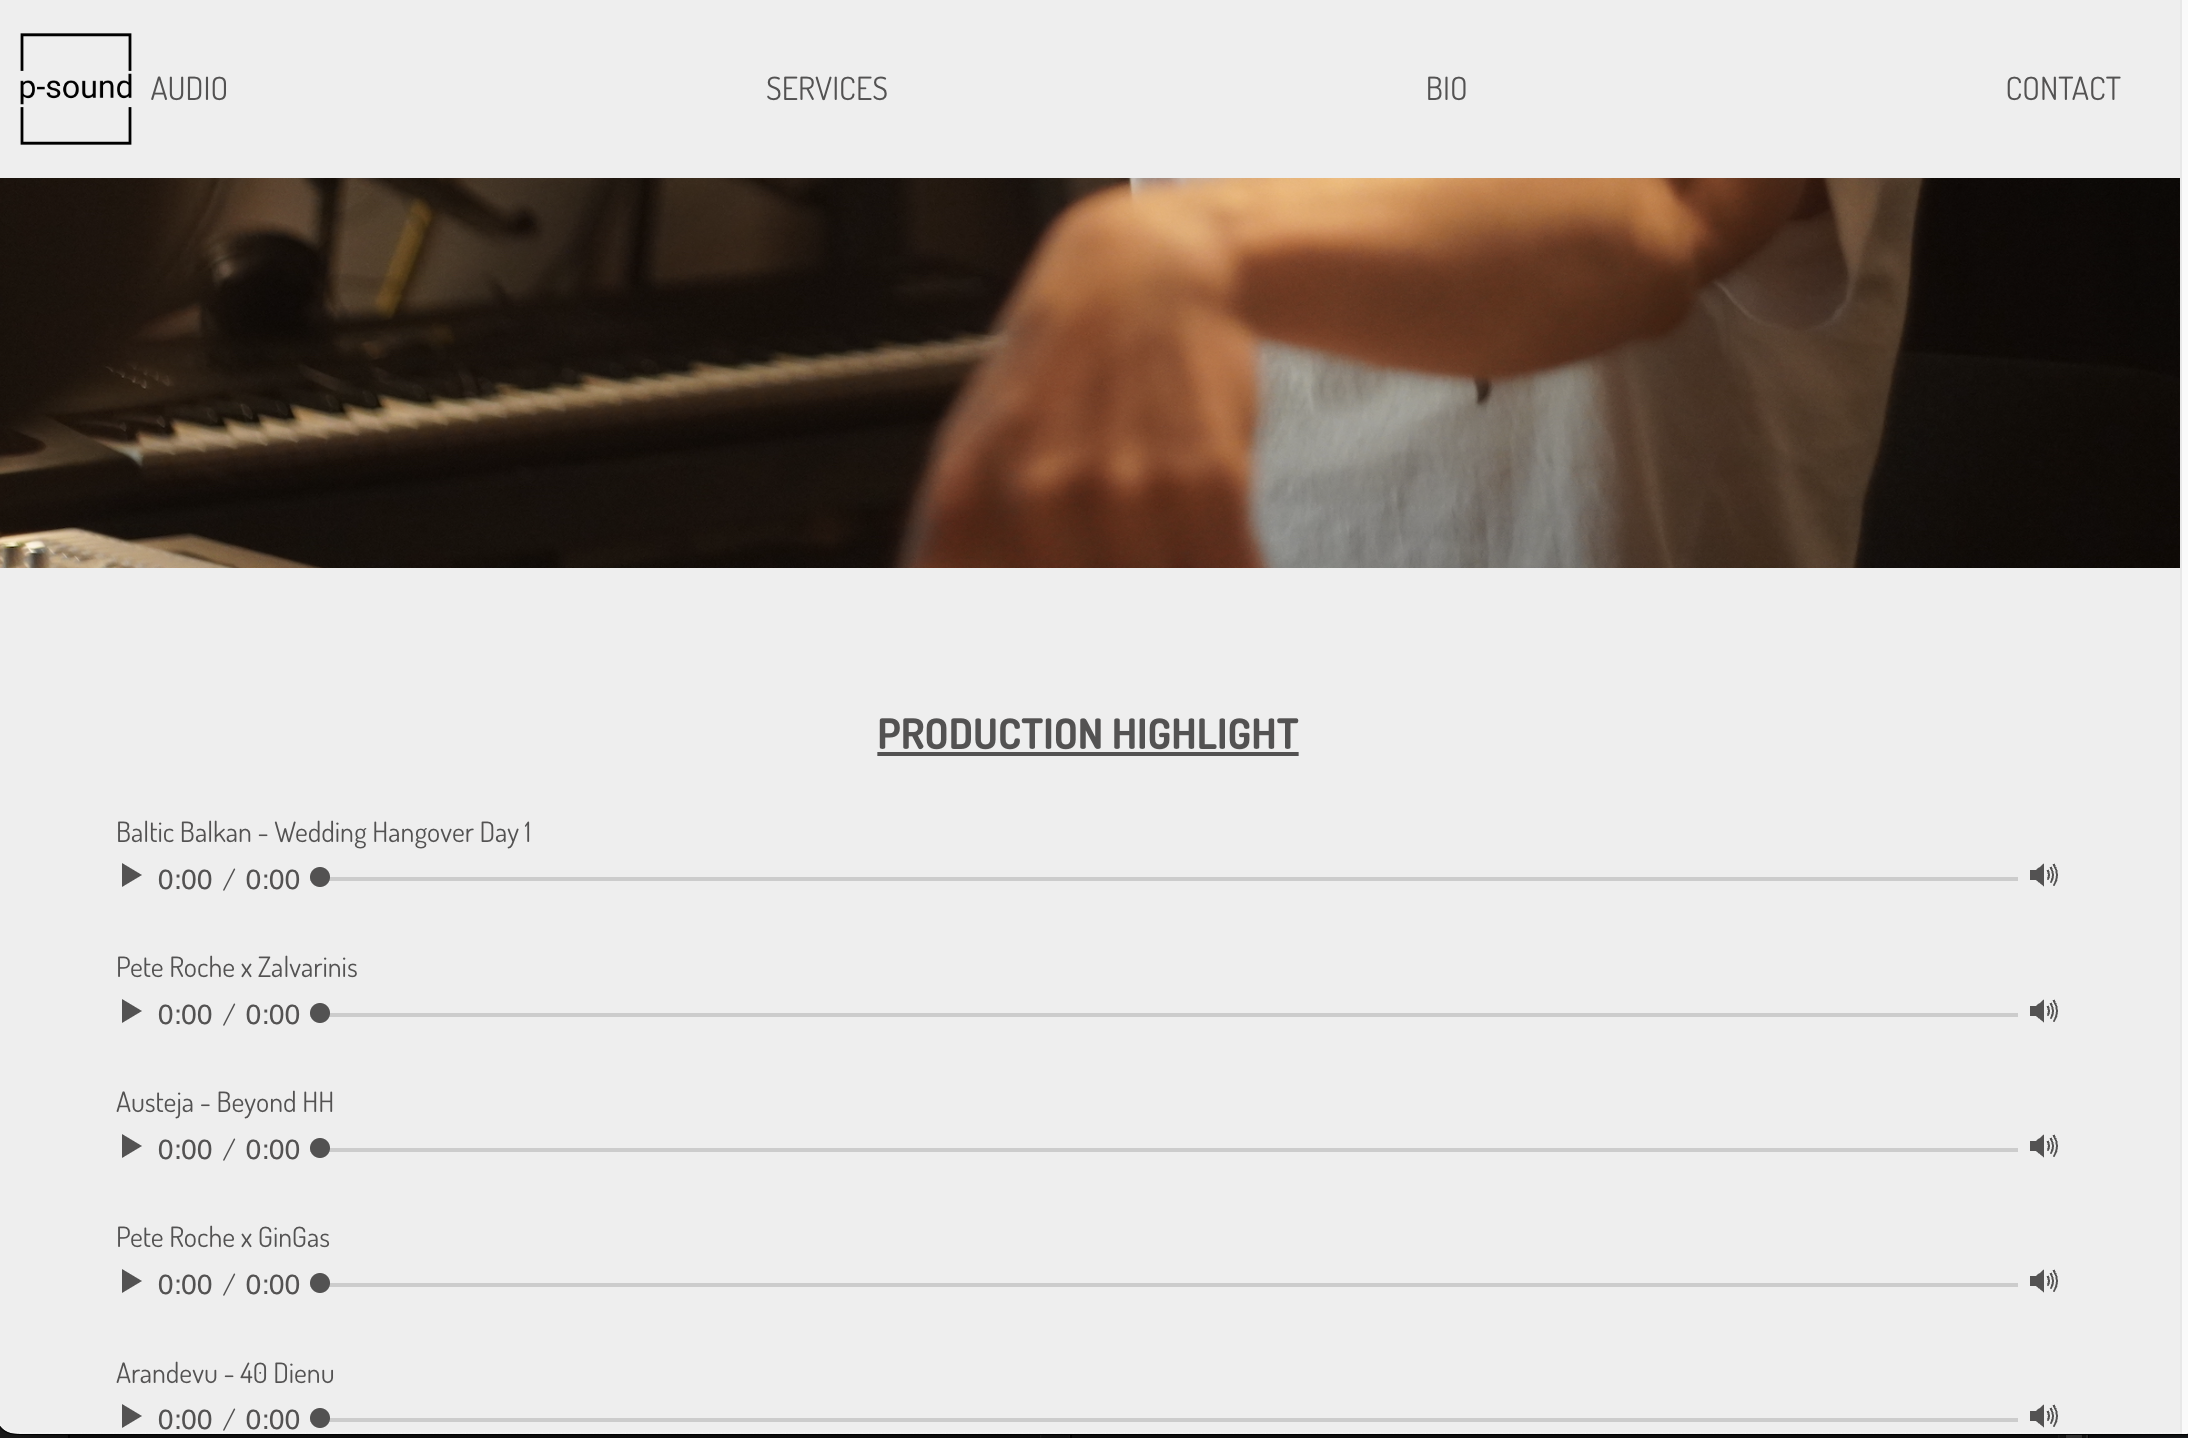 p-sound AUDIO SERVICES BIO CONTACT
PRODUCTION HIGHLIGHT
Baltic Balkan - Wedding Hangover Day 1
0:00 / 0:00
Pete Roche x Zalvarinis
0:00 / 0:00
Austeja - Beyond HH
0:00 / 0:00
Pete Roche x GinGas
0:00 / 0:00
Arandevu - 40 Dienu
0:00 / 0:00